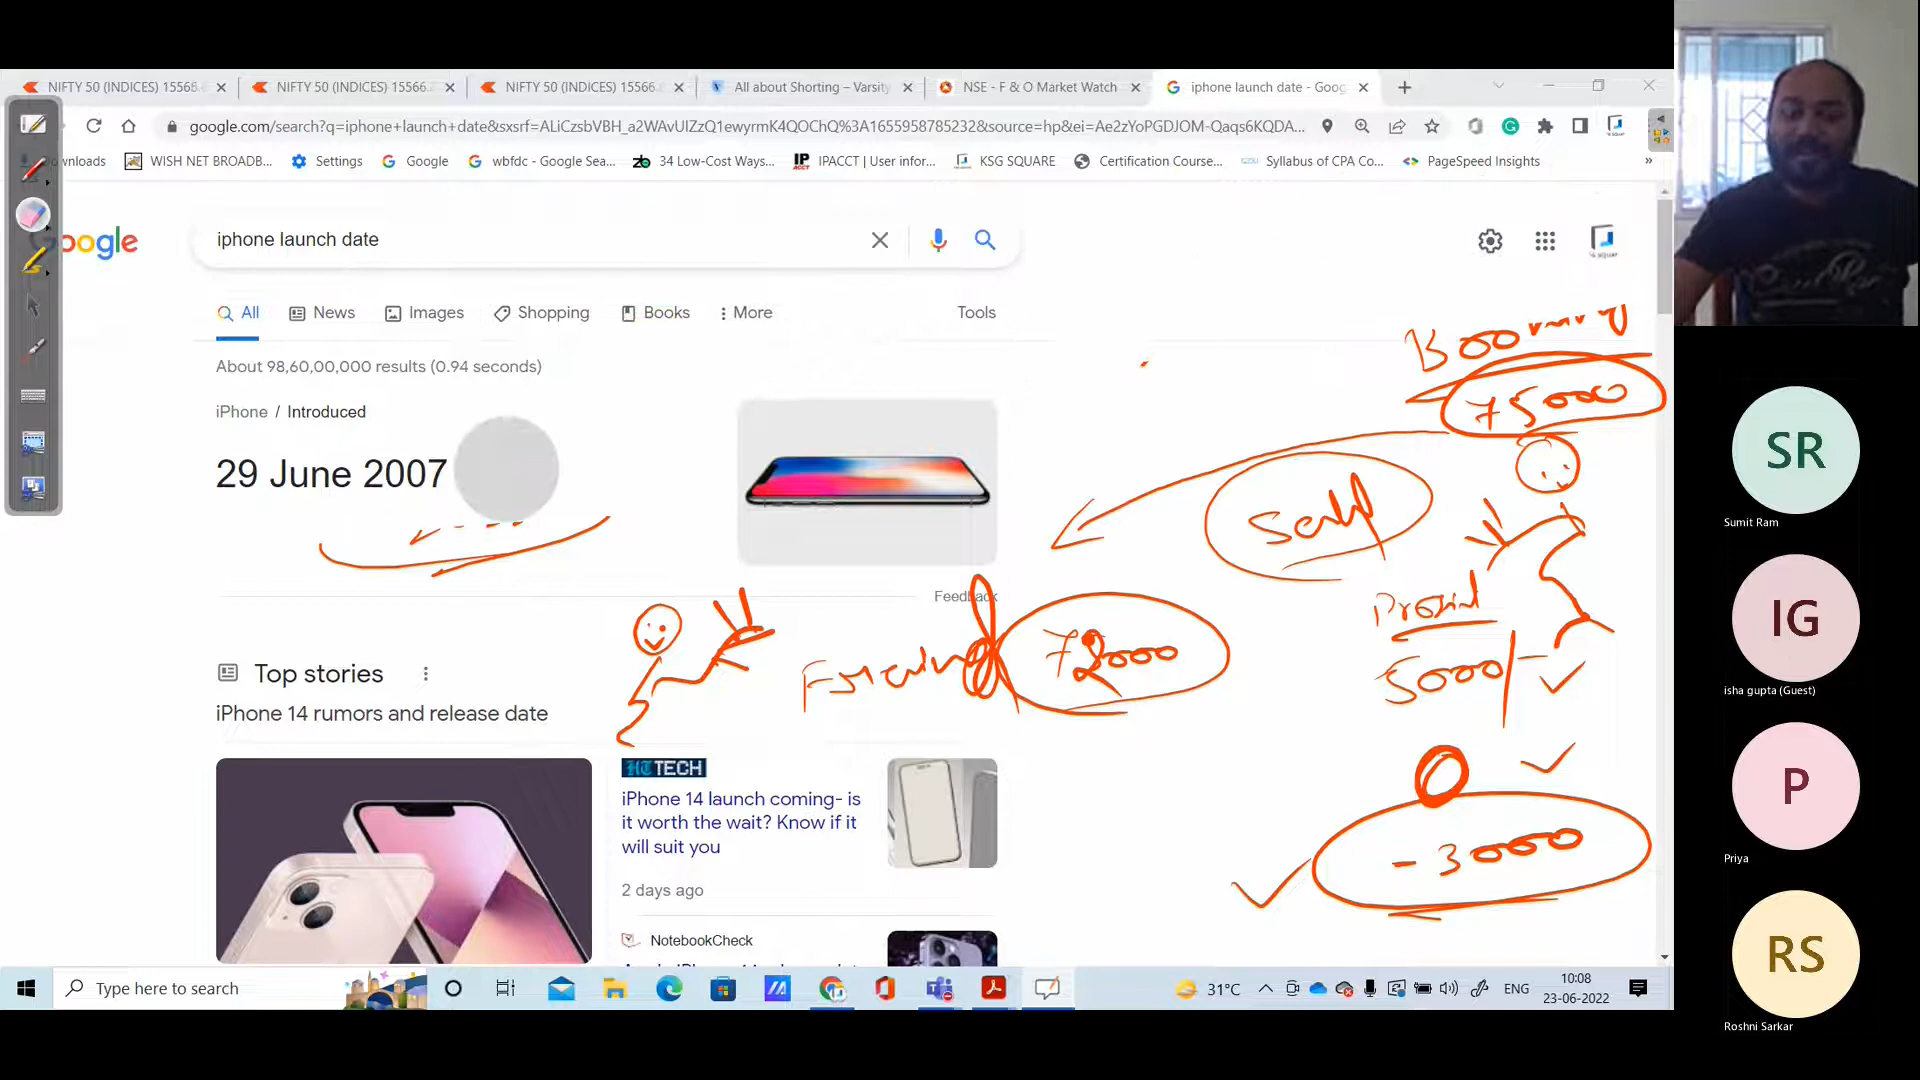 NIFTY 50 (INDICES) 15568.
NIFTY 50 (INDICES) 15566.
NIFTY 50 (INDICES) 15566.
All about Shorting – Varsity
NSE - F & O Market Watch
iphone launch date - Goog
google.com/search?q=iphone+launch+date&sxsrf=ALiCzsbVBH_a2WAvUIZzQ1ewyrmK4QOChQ%3A1655958785232&source=hp&ei=Ae2zYoPGDJOM-Qaqs6KQDA...
wnloads
WISH NET BROADB...
Settings
Google
wbfdc - Google Sea...
34 Low-Cost Ways...
IPACCT | User infor...
KSG SQUARE
Certification Course...
Syllabus of CPA Co...
PageSpeed Insights
»
Google
iphone launch date
All
News
Images
Shopping
Books
More
Tools
About 98,60,00,000 results (0.94 seconds)
iPhone / Introduced
29 June 2007
Feedback
Booming
75000
Profit
5000/-
72000
- 3000
Top stories
iPhone 14 rumors and release date
HT TECH
iPhone 14 launch coming- is
it worth the wait? Know if it
will suit you
2 days ago
NotebookCheck
Type here to search
31°C
ENG
10:08
23-06-2022
SR
Sumit Ram
IG
isha gupta (Guest)
P
Priya
RS
Roshni Sarkar